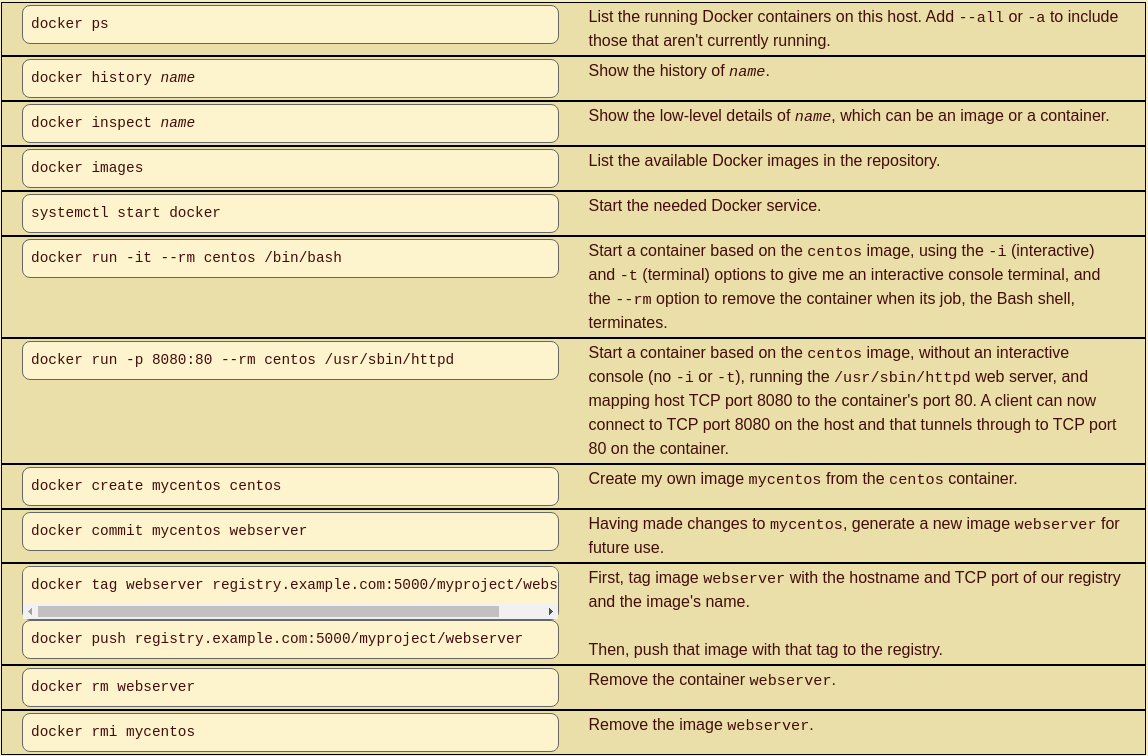 docker ps
List the running Docker containers on this host. Add --all or -a to include
those that aren't currently running.
docker history name
Show the history of name.
docker inspect name
Show the low-level details of name, which can be an image or a container.
docker images
List the available Docker images in the repository.
systemctl start docker
Start the needed Docker service.
docker run -it --rm centos /bin/bash
Start a container based on the centos image, using the -i (interactive)
and -t (terminal) options to give me an interactive console terminal, and
the --rm option to remove the container when its job, the Bash shell,
terminates.
docker run -p 8080:80 --rm centos /usr/sbin/httpd
Start a container based on the centos image, without an interactive
console (no -i or -t), running the /usr/sbin/httpd web server, and
mapping host TCP port 8080 to the container's port 80. A client can now
connect to TCP port 8080 on the host and that tunnels through to TCP port
80 on the container.
docker create mycentos centos
Create my own image mycentos from the centos container.
docker commit mycentos webserver
Having made changes to mycentos, generate a new image webserver for
future use.
docker tag webserver registry.example.com:5000/myproject/webs
First, tag image webserver with the hostname and TCP port of our registry
and the image's name.
docker push registry.example.com:5000/myproject/webserver
Then, push that image with that tag to the registry.
docker rm webserver
Remove the container webserver.
docker rmi mycentos
Remove the image webserver.